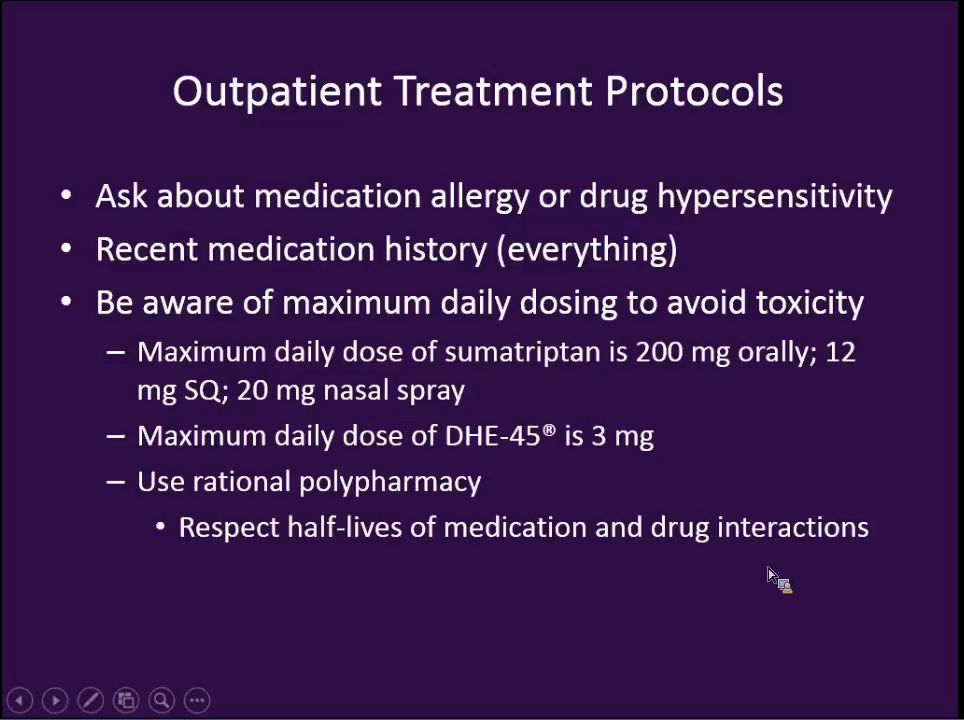 Outpatient Treatment Protocols
• Ask about medication allergy or drug hypersensitivity
• Recent medication history (everything)
• Be aware of maximum daily dosing to avoid toxicity
– Maximum daily dose of sumatriptan is 200 mg orally; 12
mg SQ; 20 mg nasal spray
– Maximum daily dose of DHE-45® is 3 mg
– Use rational polypharmacy
• Respect half-lives of medication and drug interactions